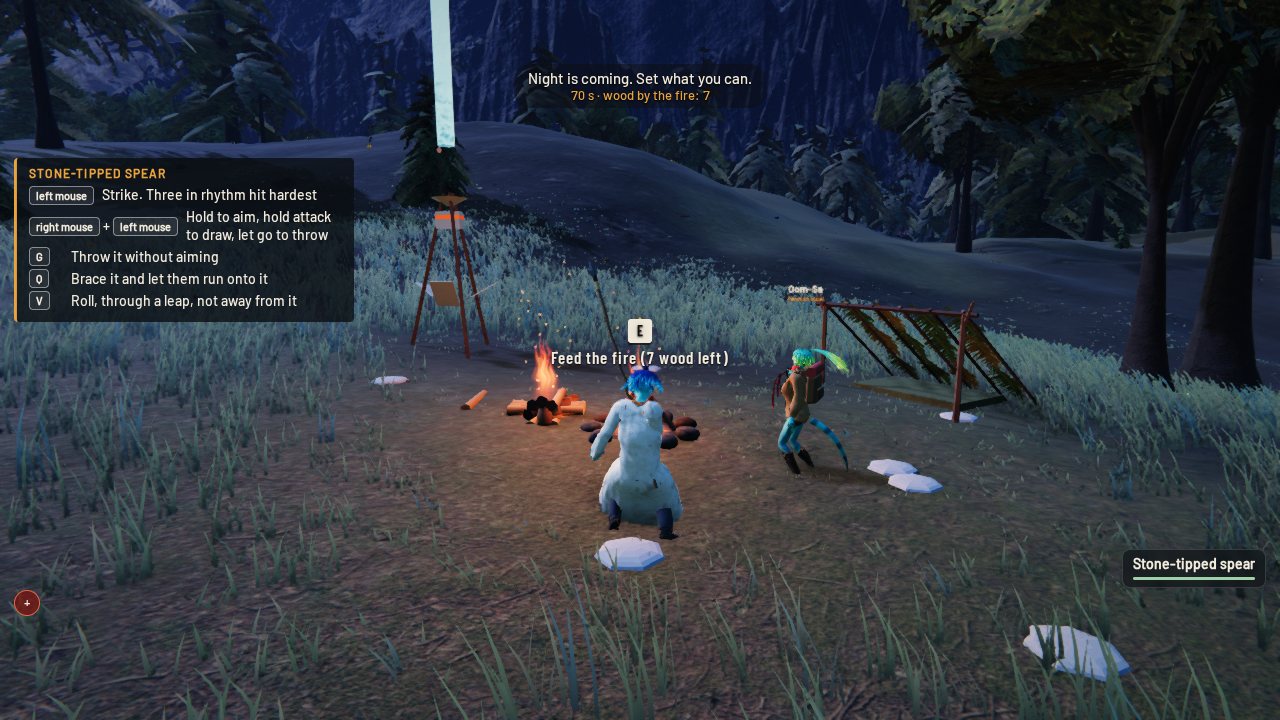 Night is coming. Set what you can.
70 s · wood by the fire: 7
STONE-TIPPED SPEAR
left mouse Strike. Three in rhythm hit hardest
right mouse + left mouse Hold to aim, hold attack
to draw, let go to throw
G Throw it without aiming
Q Brace it and let them run onto it
V Roll, through a leap, not away from it
E
Feed the fire (7 wood left)
Stone-tipped spear
+